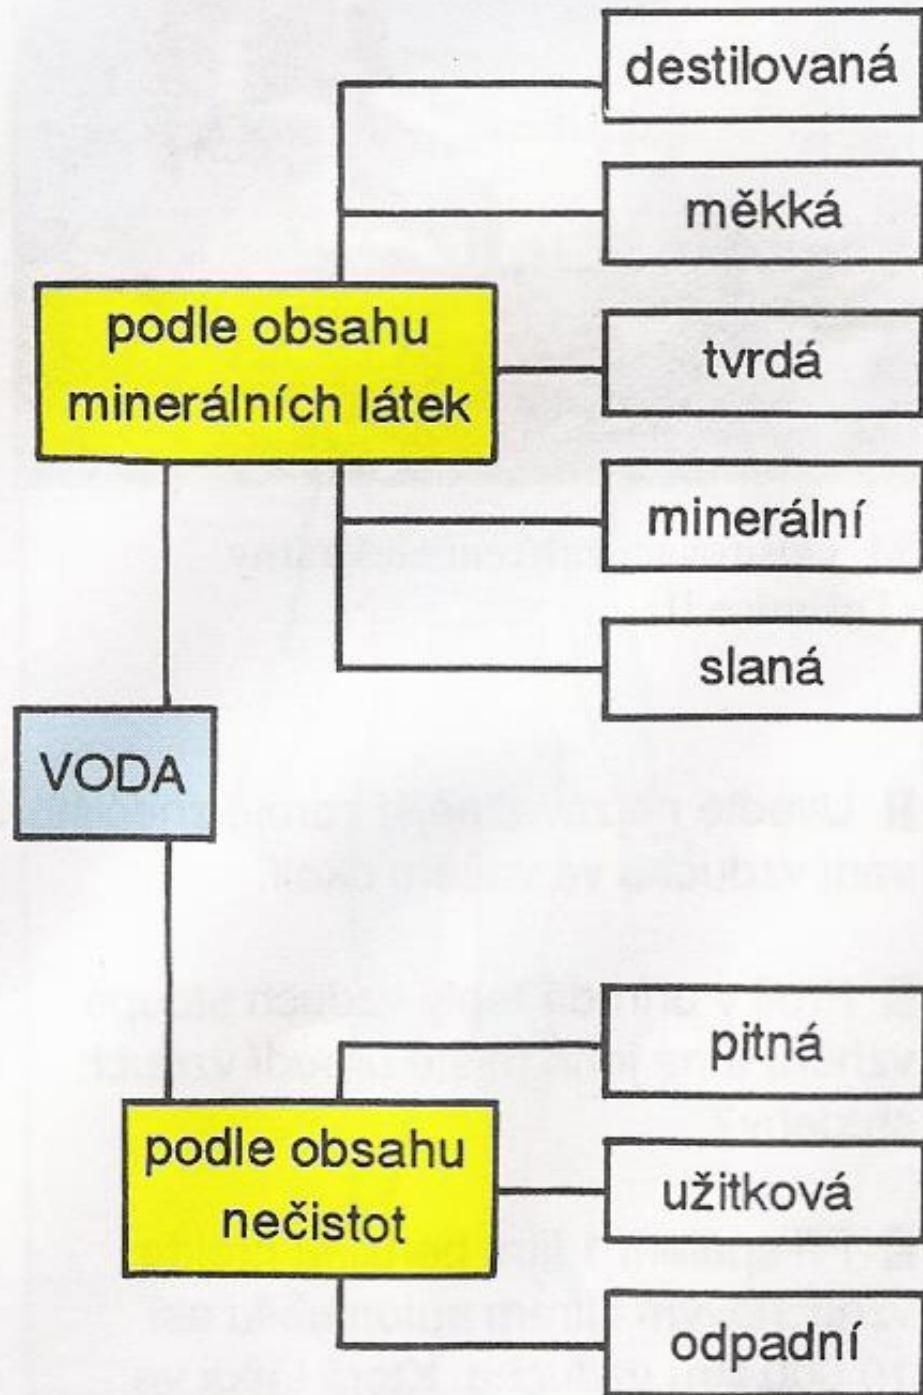 destilovaná
měkká
podle obsahu
minerálních látek
tvrdá
minerální
slaná
VODA
pitná
podle obsahu
nečistot
užitková
odpadní